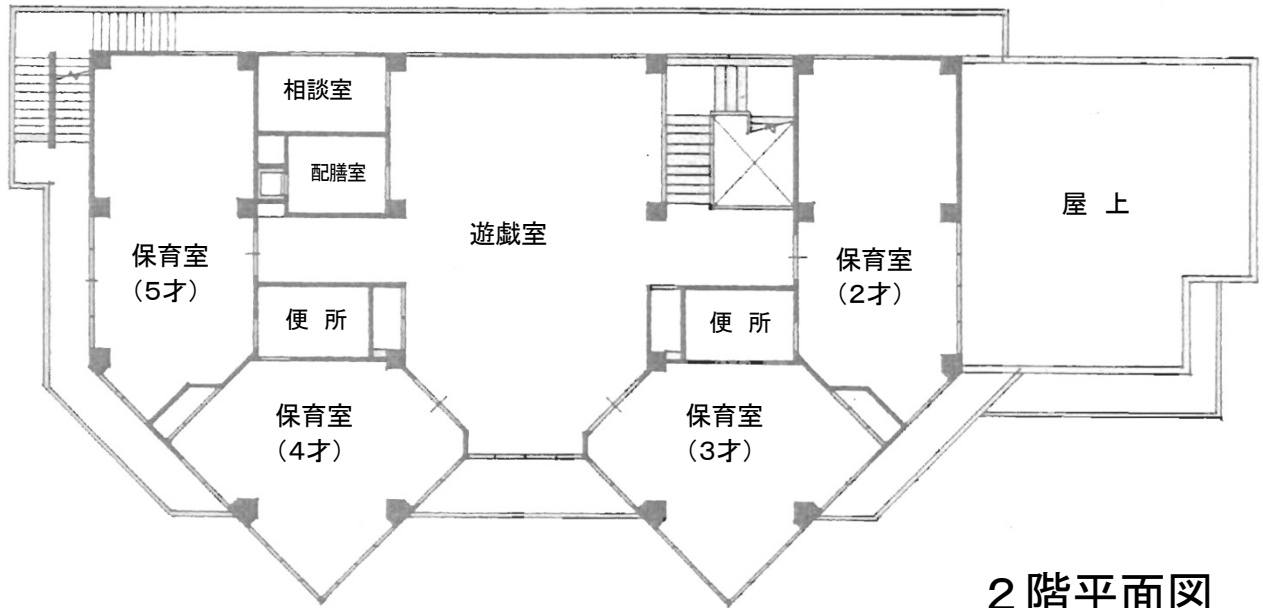 相談室
配膳室
屋 上
遊戯室
保育室
（5才）
保育室
（2才）
便 所
便 所
保育室
（4才）
保育室
（3才）
２階平面図